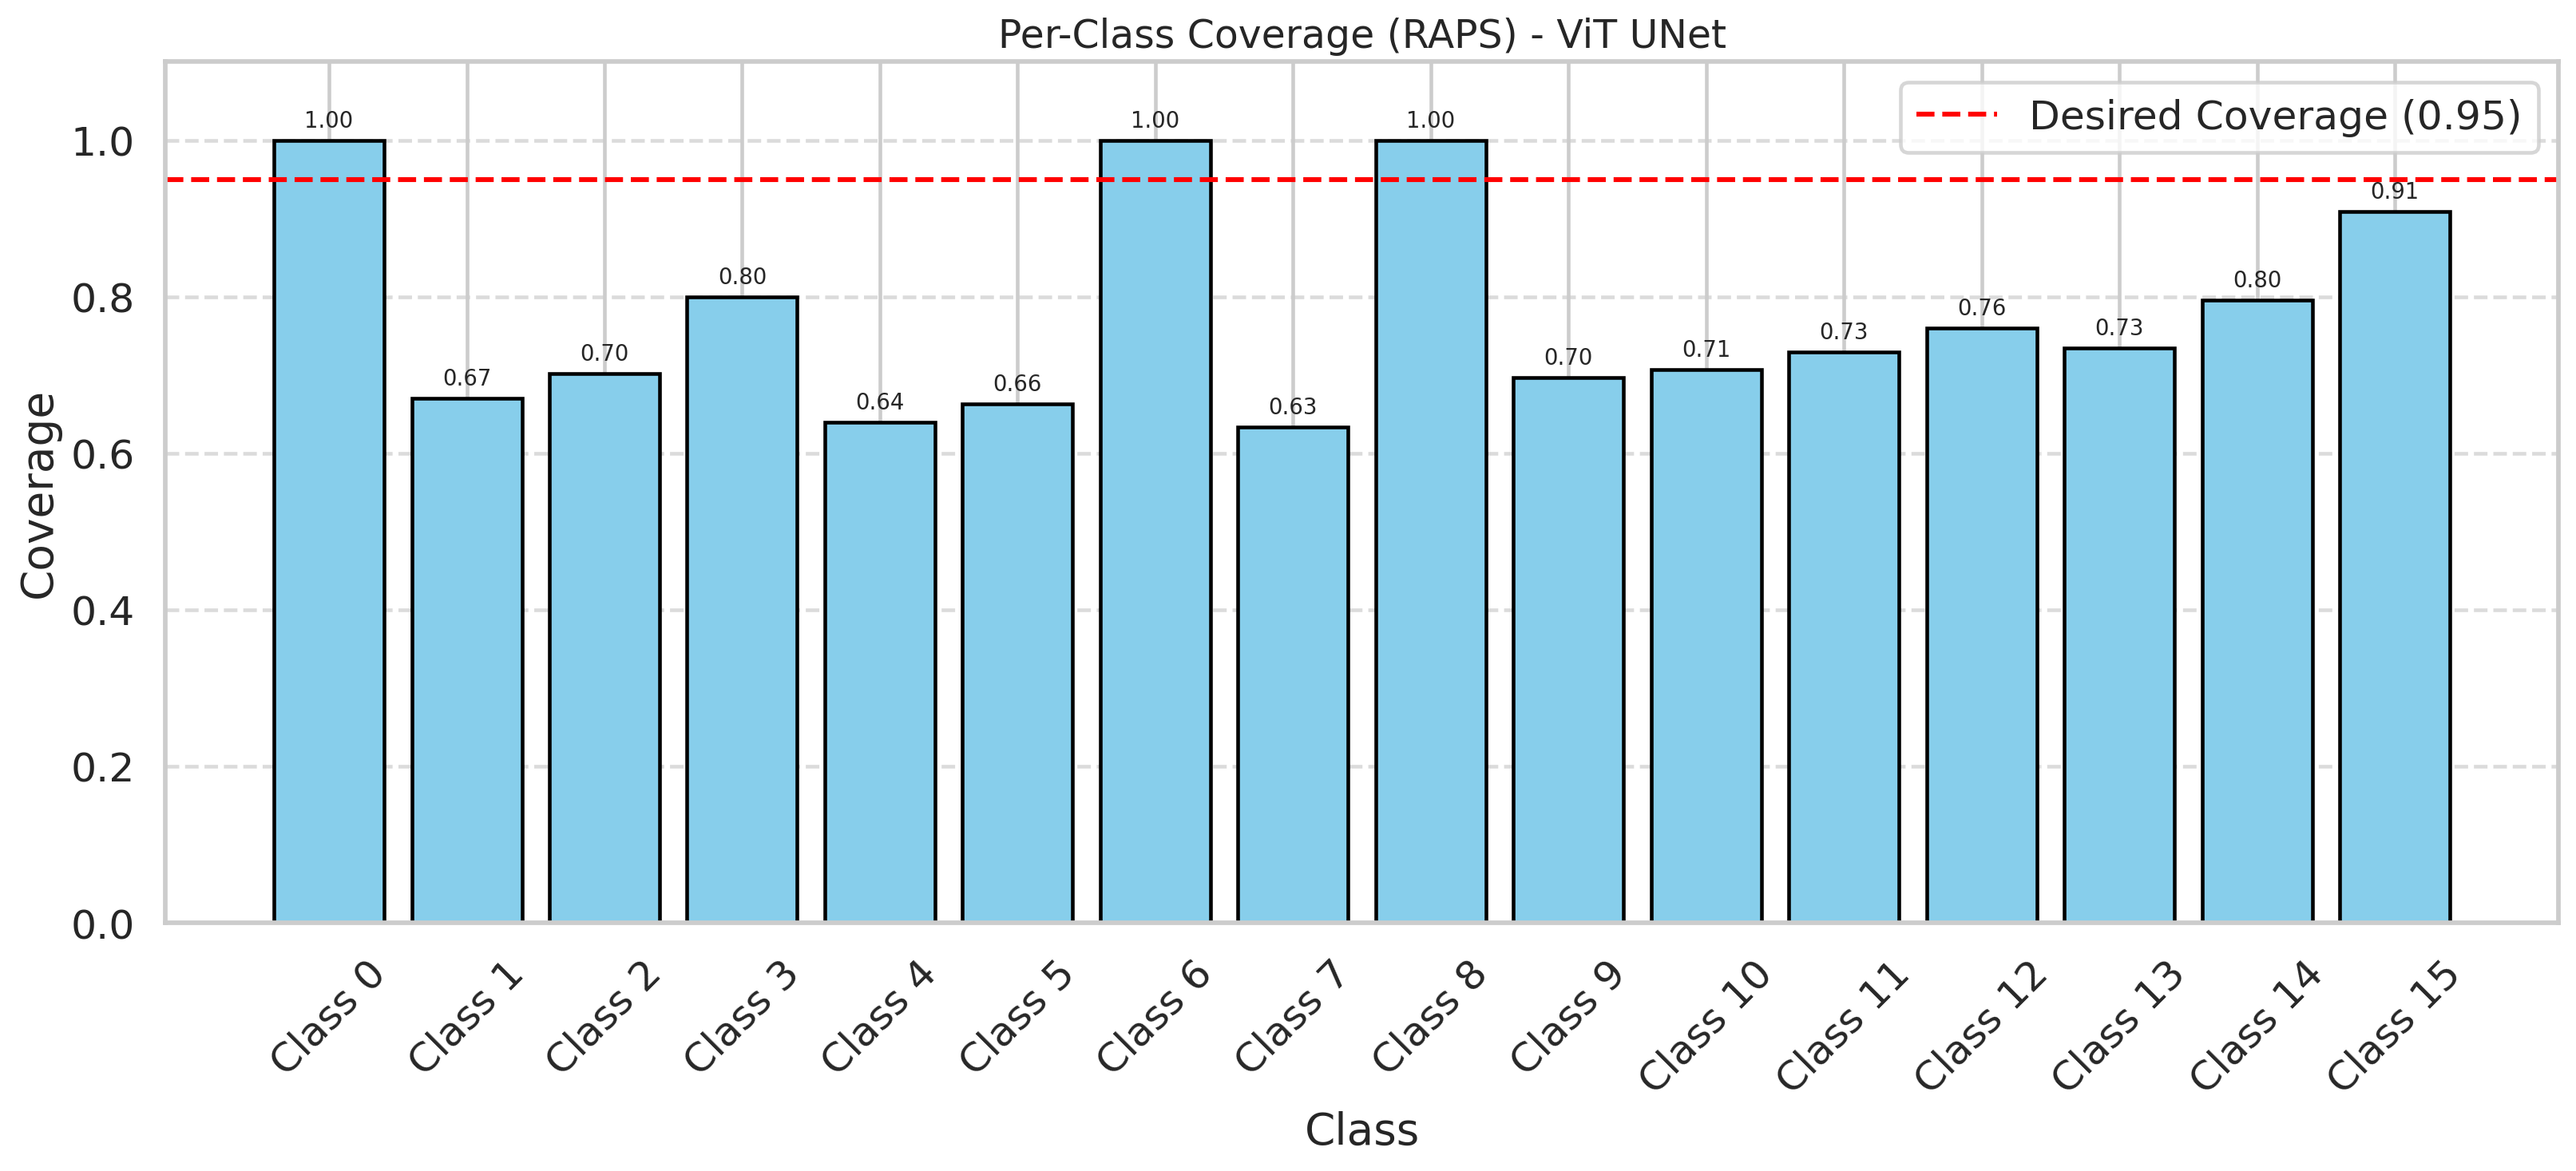 Per-Class Coverage (RAPS) - ViT UNet
Desired Coverage (0.95)
Coverage
1.0
0.8
0.6
0.4
0.2
0.0
1.00
0.67
0.70
0.80
0.64
0.66
1.00
0.63
1.00
0.70
0.71
0.73
0.76
0.73
0.80
0.91
Class 0
Class 1
Class 2
Class 3
Class 4
Class 5
Class 6
Class 7
Class 8
Class 9
Class 10
Class 11
Class 12
Class 13
Class 14
Class 15
Class